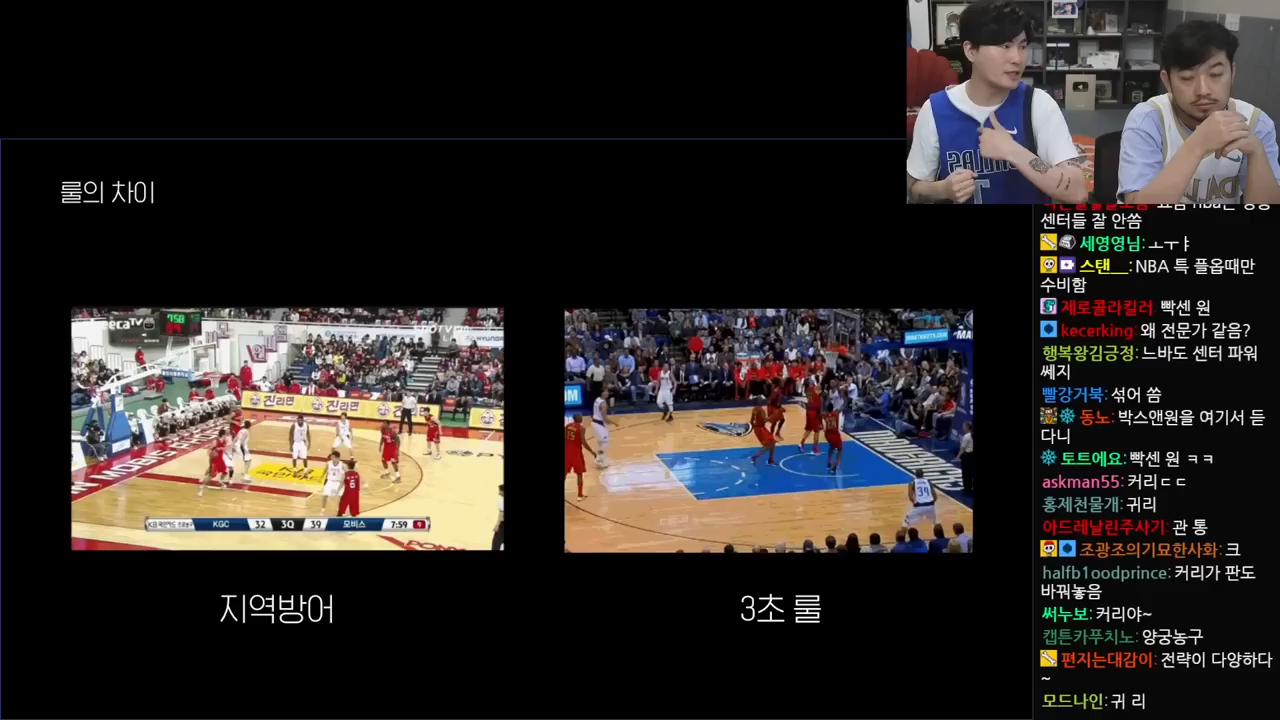 룰의 차이
KGC 32 3Q 39 모비스 7:59
진라면
진라면
39
지역방어
3초 룰
센터들 잘 안씀
세영영님: ㅗㅜㅑ
스탠__: NBA 특 플옵때만
수비함
제로콜라킬러: 빡센 원
kecerking: 왜 전문가 같음?
행복왕김긍정: 느바도 센터 파워
쎄지
빨강거북: 섞어 씀
동노: 박스앤원을 여기서 듣
다니
토트에요: 빡센 원 ㅋㅋ
askman55: 커리ㄷㄷ
홍제천물개: 귀리
아드레날린주사기: 관 통
조광조의기묘한사화: 크
halfb1oodprince: 커리가 판도
바꿔놓음
써누보: 커리야~
캡틴카푸치노: 양궁농구
편지는대감이: 전략이 다양하다
~
모드나인: 귀 리